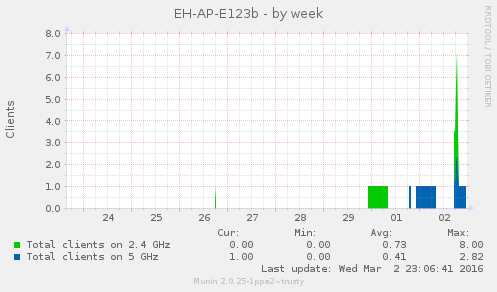 EH-AP-E123b - by week
RRDTOOL / TOBI OETIKER
Clients
8.0
7.0
6.0
5.0
4.0
3.0
2.0
1.0
0.0
24 25 26 27 28 29 01 02
Cur: Min: Avg: Max:
Total clients on 2.4 GHz 0.00 0.00 0.73 8.00
Total clients on 5 GHz 1.00 0.00 0.41 2.82
Last update: Wed Mar 2 23:06:41 2016
Munin 2.0.25-1ppa2~trusty